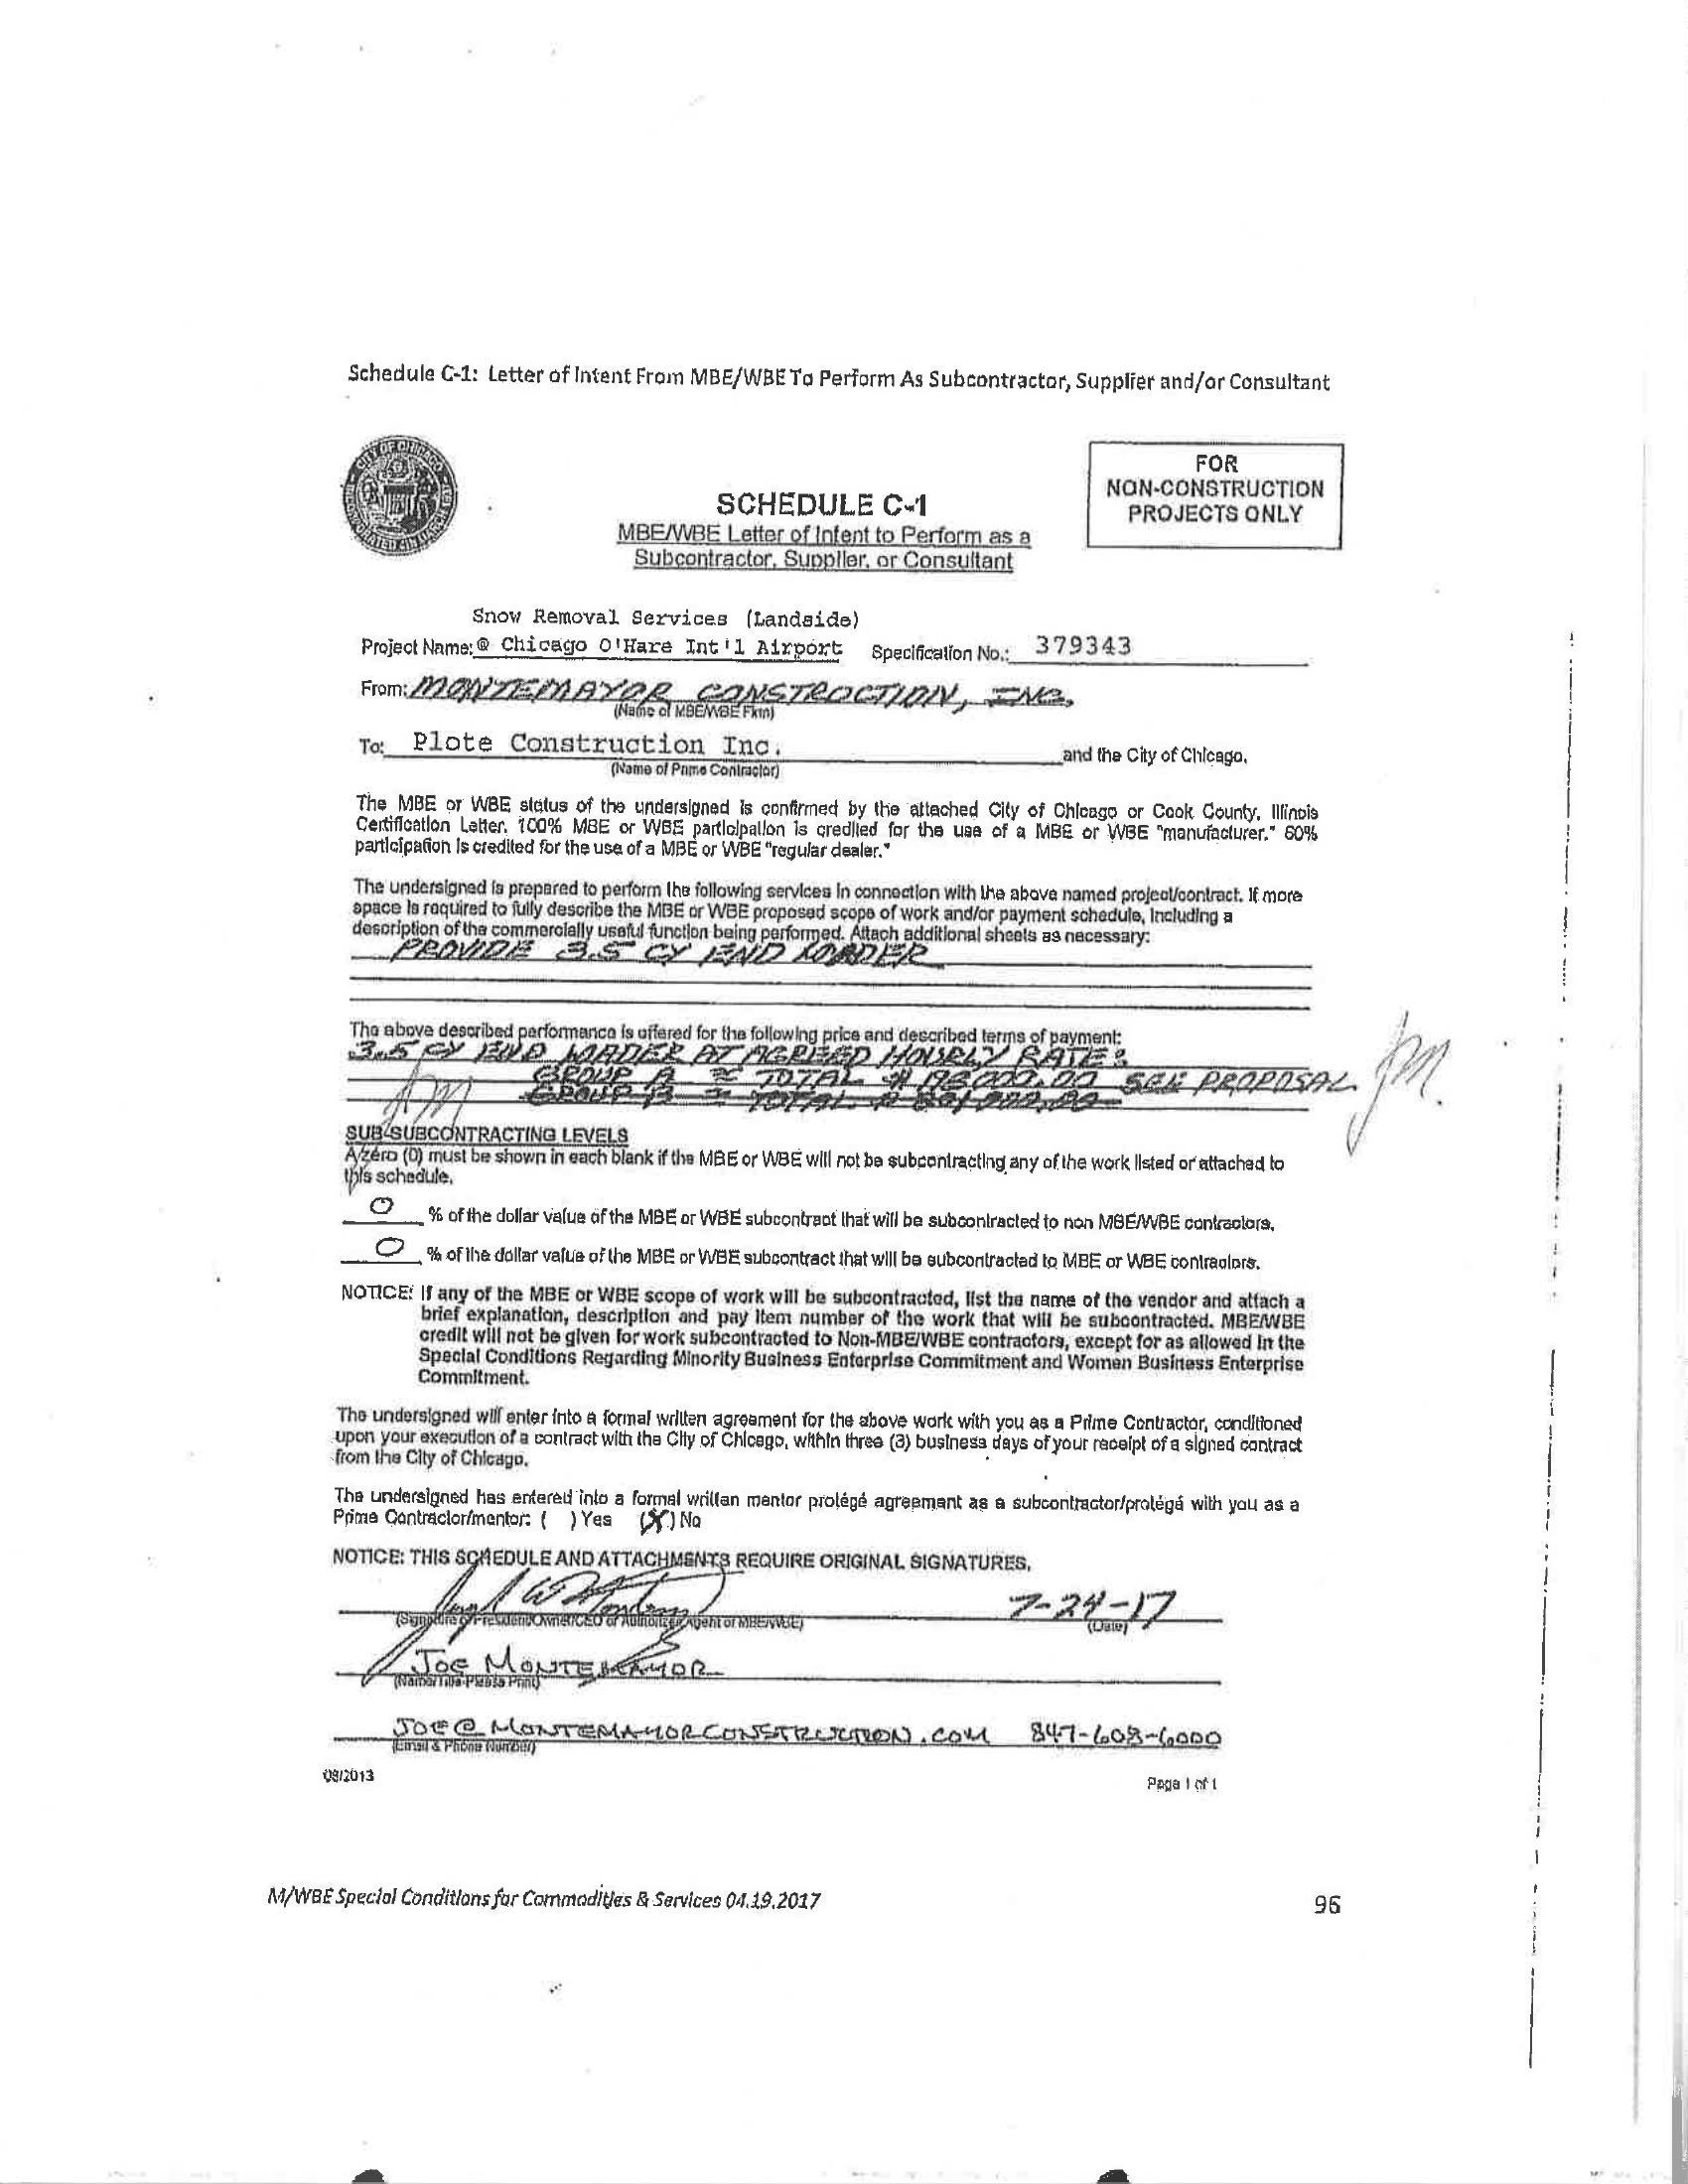 Schedule C-1: Letter of Intent From MBE/WBE To Perform As Subcontractor, Supplier and/or Consultant
CITY OF CHICAGO
FOR
NON-CONSTRUCTION
PROJECTS ONLY
SCHEDULE C-1
MBE/WBE Letter of Intent to Perform as a
Subcontractor, Supplier, or Consultant
Snow Removal Services (Landside)
Project Name: @ Chicago O'Hare Int'l Airport Specification No.: 379343
From: MONTEMAYOR CONSTRUCTION, INC.
(Name of MBE/WBE Firm)
To: Plote Construction Inc. and the City of Chicago.
(Name of Prime Contractor)
The MBE or WBE status of the undersigned is confirmed by the attached City of Chicago or Cook County, Illinois
Certification Letter. 100% MBE or WBE participation is credited for the use of a MBE or WBE "manufacturer." 60%
participation is credited for the use of a MBE or WBE "regular dealer."
The undersigned is prepared to perform the following services in connection with the above named project/contract. If more
space is required to fully describe the MBE or WBE proposed scope of work and/or payment schedule, including a
description of the commercially useful function being performed. Attach additional sheets as necessary:
PROVIDE 3.5 CY END LOADER
The above described performance is offered for the following price and described terms of payment:
3.5 CY END LOADER AT AGREED HOURLY RATE:
GROUP A = TOTAL SEE PROPOSAL JM.
JM GROUP B = TOTAL
SUB-SUBCONTRACTING LEVELS
A zero (0) must be shown in each blank if the MBE or WBE will not be subcontracting any of the work listed or attached to
this schedule.
0 % of the dollar value of the MBE or WBE subcontract that will be subcontracted to non MBE/WBE contractors.
0 % of the dollar value of the MBE or WBE subcontract that will be subcontracted to MBE or WBE contractors.
NOTICE: If any of the MBE or WBE scope of work will be subcontracted, list the name of the vendor and attach a
brief explanation, description and pay item number of the work that will be subcontracted. MBE/WBE
credit will not be given for work subcontracted to Non-MBE/WBE contractors, except for as allowed in the
Special Conditions Regarding Minority Business Enterprise Commitment and Women Business Enterprise
Commitment.
The undersigned will enter into a formal written agreement for the above work with you as a Prime Contractor, conditioned
upon your execution of a contract with the City of Chicago, within three (3) business days of your receipt of a signed contract
from the City of Chicago.
The undersigned has entered into a formal written mentor protégé agreement as a subcontractor/protégé with you as a
Prime Contractor/mentor: ( ) Yes (X) No
NOTICE: THIS SCHEDULE AND ATTACHMENTS REQUIRE ORIGINAL SIGNATURES.
7-24-17
(Signature of President/Owner/CEO or Authorized Agent of MBE/WBE) (Date)
JOE MONTEMAYOR
(Name/Title-Please Print)
JOE@MONTEMAYORCONSTRUCTION.COM 847-608-6000
(Email & Phone Number)
08/2013
Page 1 of 1
M/WBE Special Conditions for Commodities & Services 04.19.2017
96